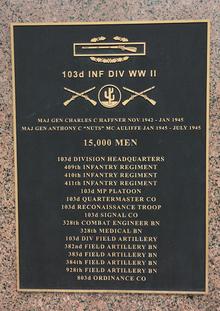 103d INF DIV WW II
MAJ GEN CHARLES C HAFFNER NOV 1942 - JAN 1945
MAJ GEN ANTHONY C "NUTS" MC AULIFFE JAN 1945 - JULY 1945
15,000 MEN
103d DIVISION HEADQUARTERS
409th INFANTRY REGIMENT
410th INFANTRY REGIMENT
411th INFANTRY REGIMENT
103d MP PLATOON
103d QUARTERMASTER CO
103d RECONAISSANCE TROOP
103d SIGNAL CO
328th COMBAT ENGINEER BN
328th MEDICAL BN
103d DIV FIELD ARTILLERY
382nd FIELD ARTILLERY BN
383d FIELD ARTILLERY BN
384th FIELD ARTILLERY BN
928th FIELD ARTILLERY BN
803d ORDINANCE CO